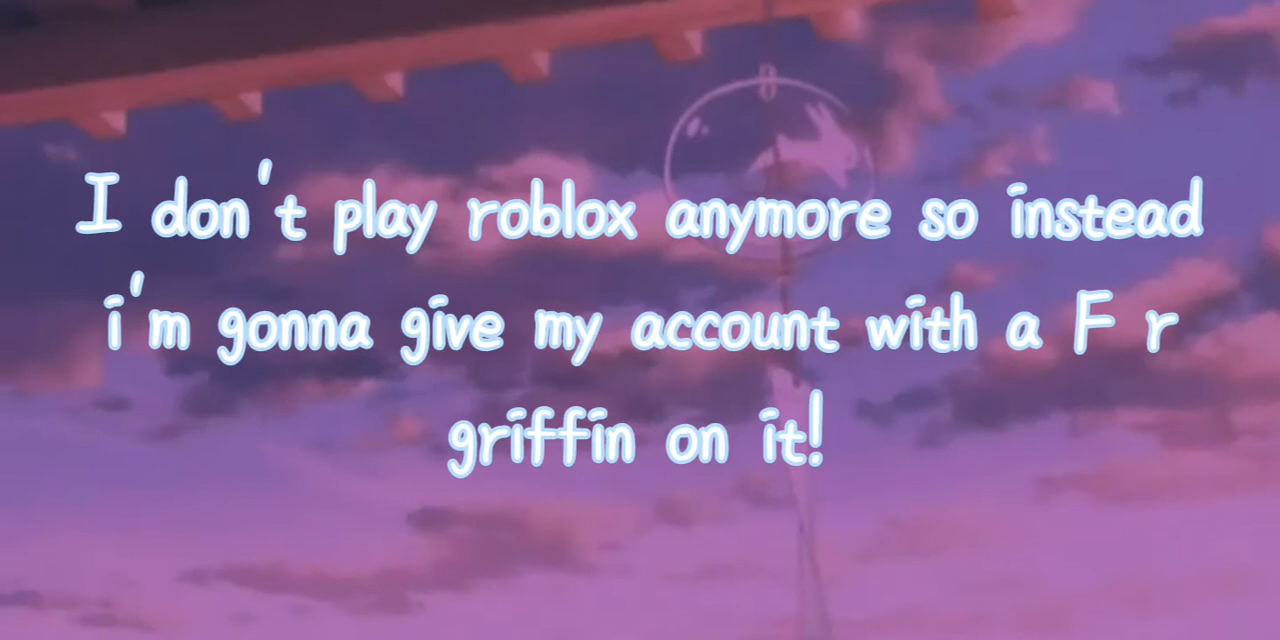 I don't play roblox anymore so instead
i'm gonna give my account with a F r
griffin on it!